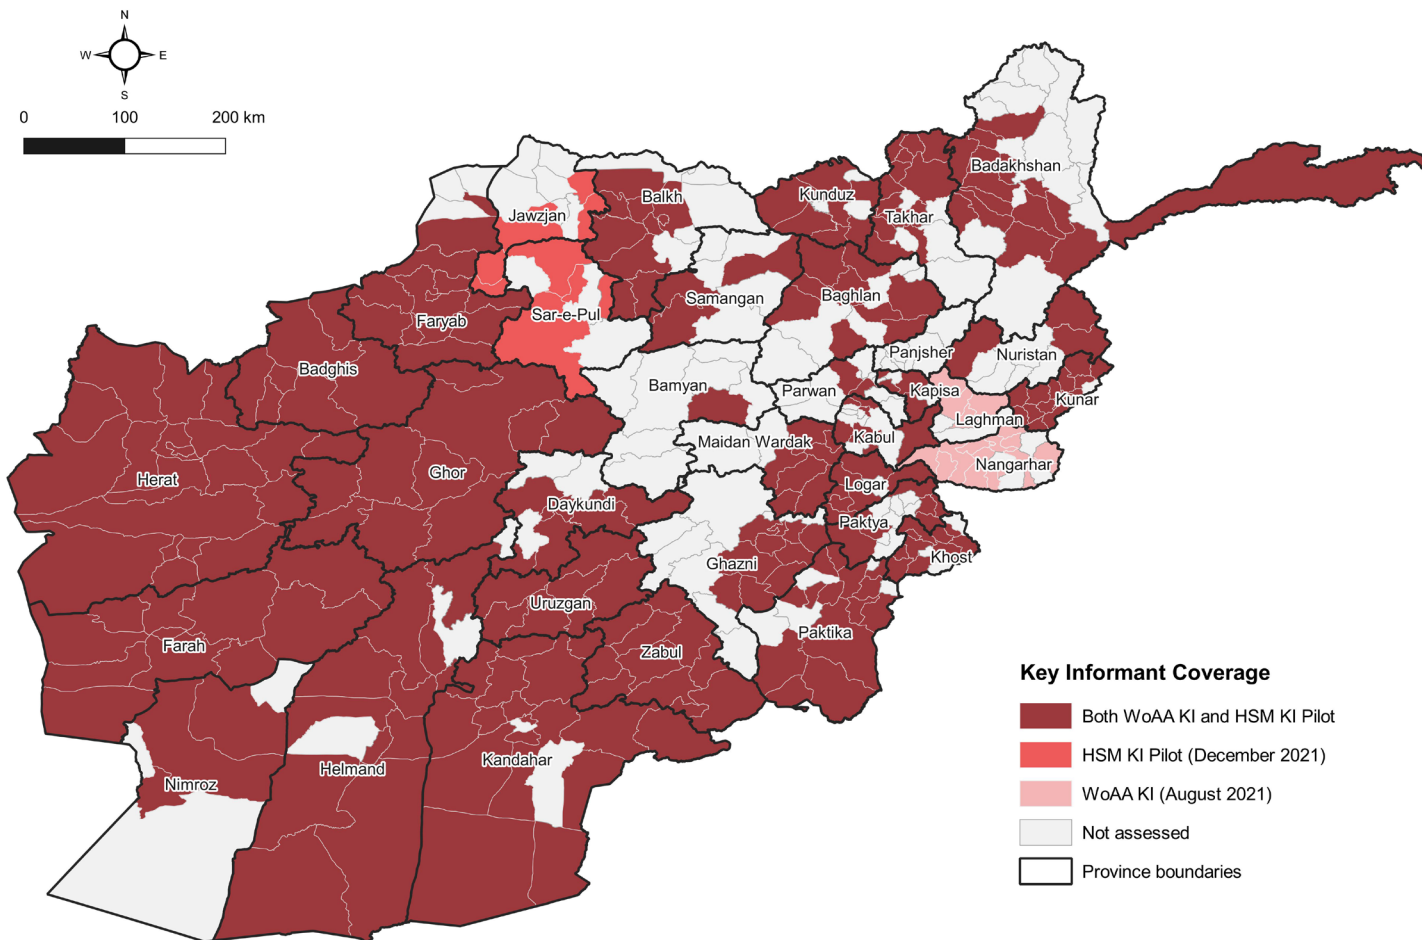 N
W
E
S
0
100
200 km
Badakhshan
Kunduz
Balkh
Takhar
Jawzjan
Samangan
Baghlan
Sar-e-Pul
Faryab
Panjsher
Nuristan
Badghis
Bamyan
Parwan
Kapisa
Kunar
Laghman
Maidan Wardak
Kabul
Nangarhar
Herat
Ghor
Logar
Daykundi
Paktya
Khost
Ghazni
Uruzgan
Paktika
Farah
Zabul
Kandahar
Helmand
Nimroz
Key Informant Coverage
Both WoAA KI and HSM KI Pilot
HSM KI Pilot (December 2021)
WoAA KI (August 2021)
Not assessed
Province boundaries